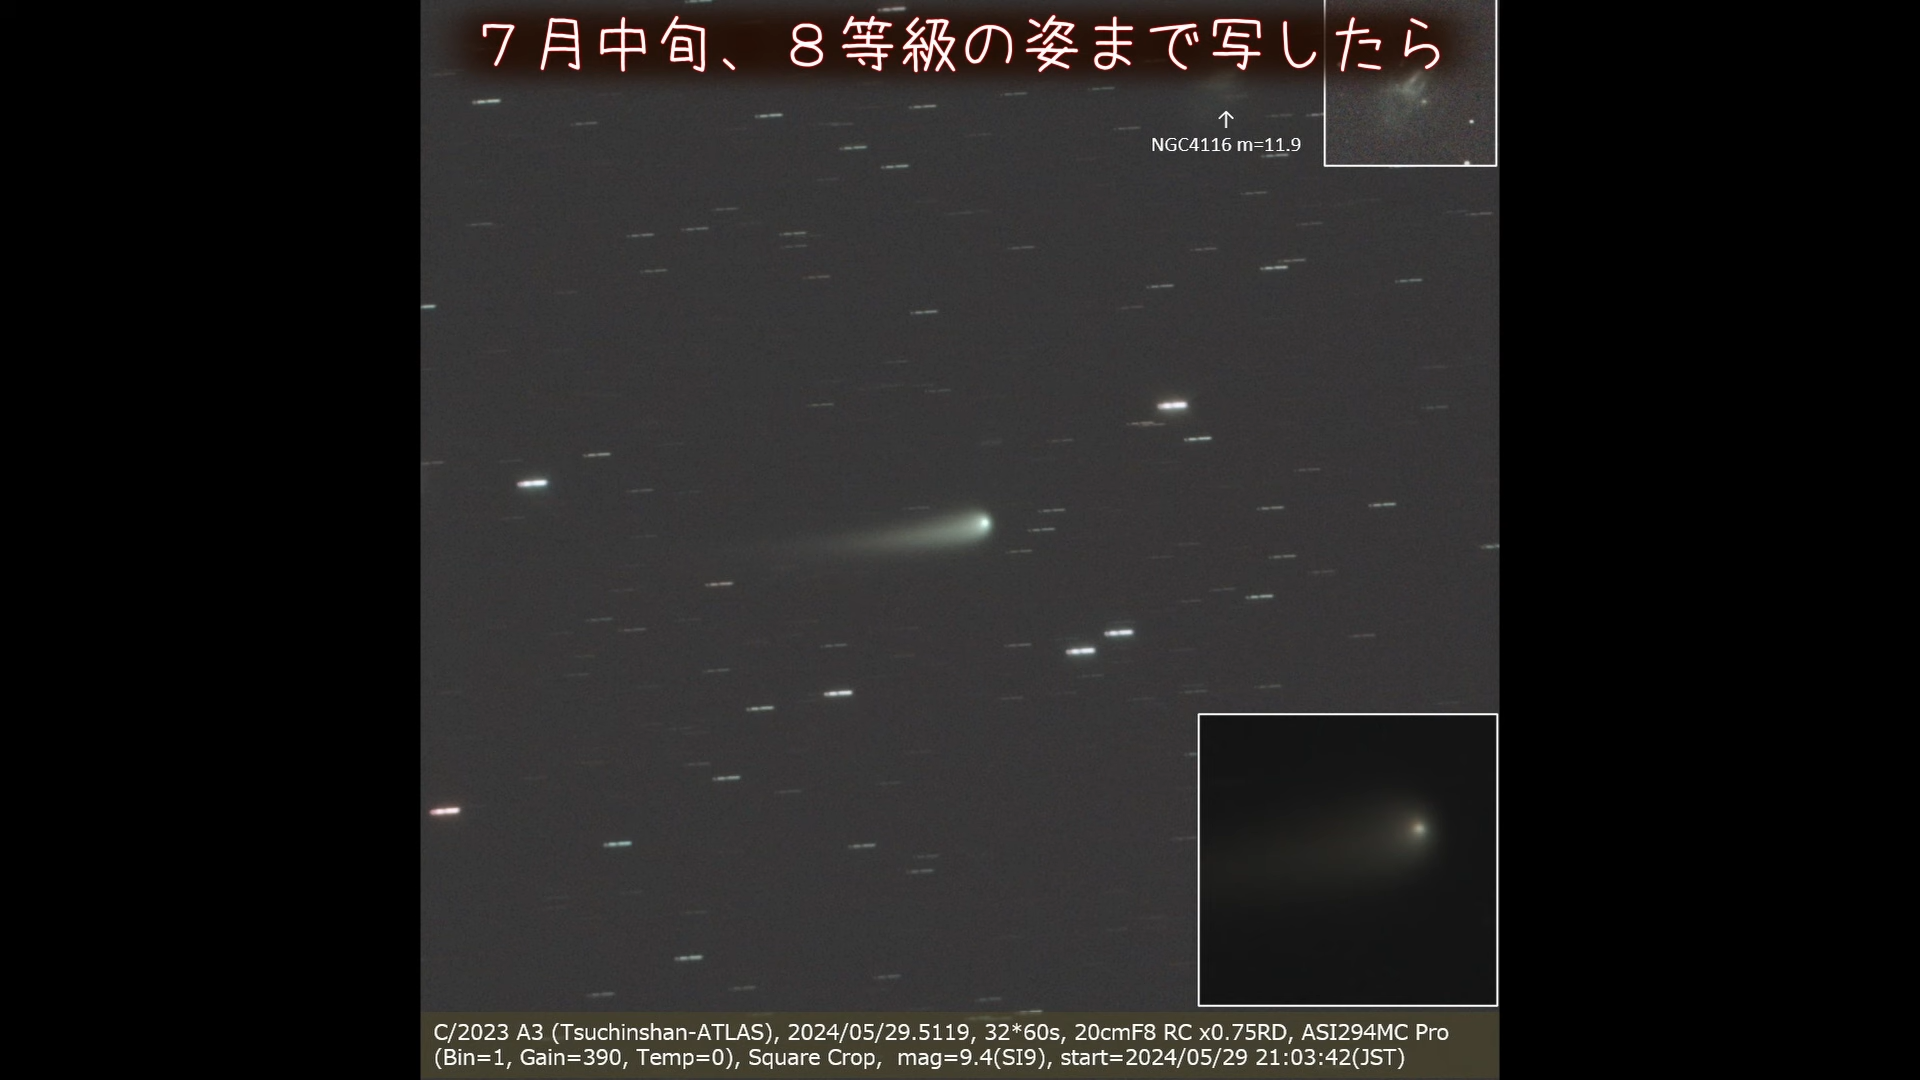 ７月中旬、８等級の姿まで写したら
↑
NGC4116 m=11.9
C/2023 A3 (Tsuchinshan-ATLAS), 2024/05/29.5119, 32*60s, 20cmF8 RC x0.75RD, ASI294MC Pro
(Bin=1, Gain=390, Temp=0), Square Crop, mag=9.4(SI9), start=2024/05/29 21:03:42(JST)